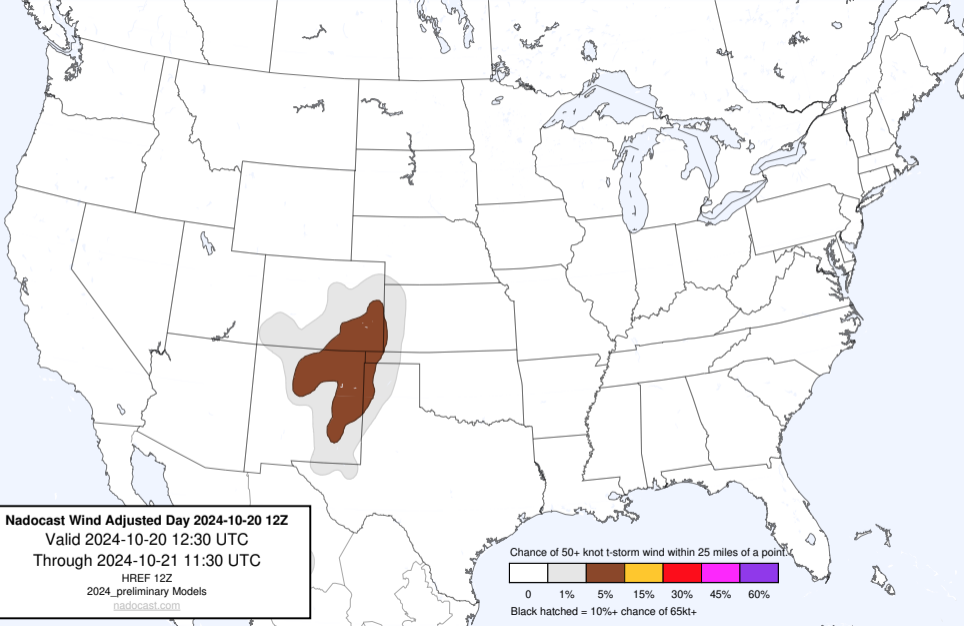 Nadocast Wind Adjusted Day 2024-10-20 12Z
Valid 2024-10-20 12:30 UTC
Through 2024-10-21 11:30 UTC
HREF 12Z
2024_preliminary Models
nadocast.com
Chance of 50+ knot t-storm wind within 25 miles of a point.
0 1% 5% 15% 30% 45% 60%
Black hatched = 10%+ chance of 65kt+